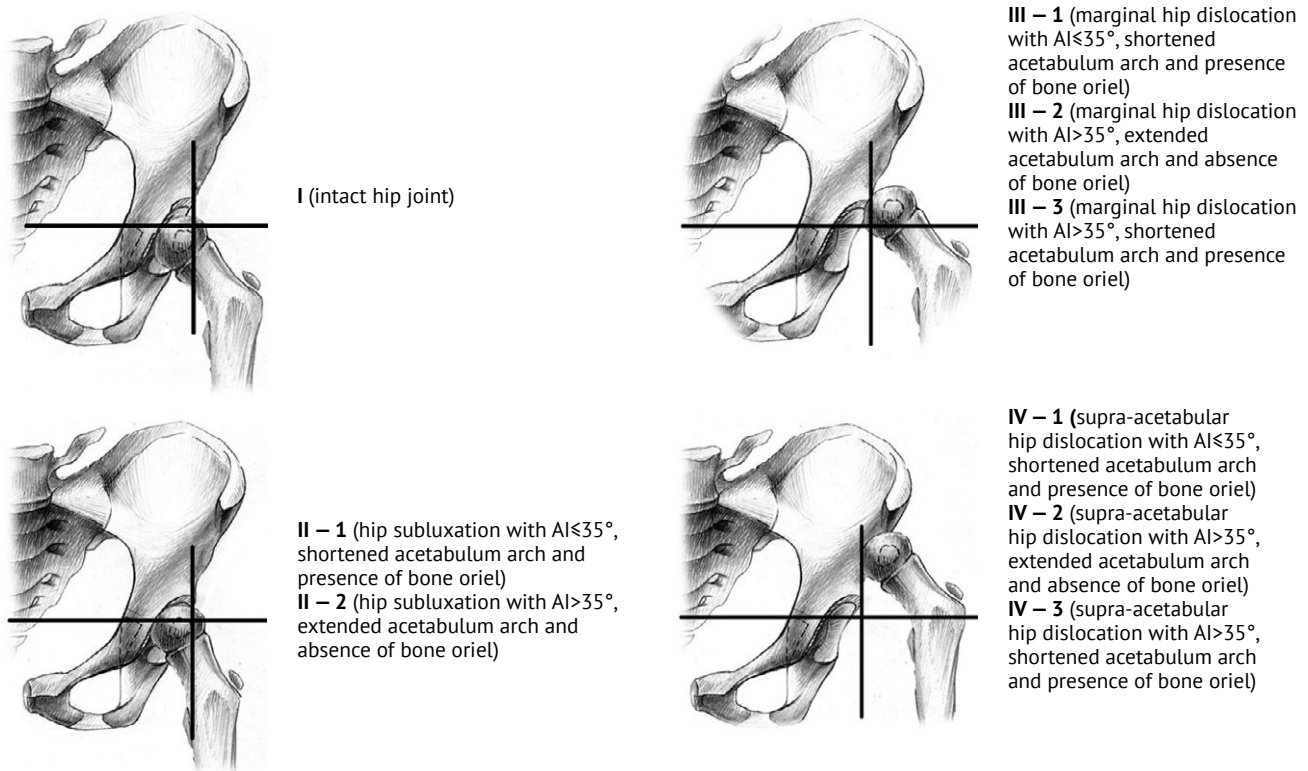 I (intact hip joint)
II — 1 (hip subluxation with AI⩽35°,
shortened acetabulum arch and
presence of bone oriel)
II — 2 (hip subluxation with AI>35°,
extended acetabulum arch and
absence of bone oriel)
III — 1 (marginal hip dislocation
with AI⩽35°, shortened
acetabulum arch and presence
of bone oriel)
III — 2 (marginal hip dislocation
with AI>35°, extended
acetabulum arch and absence
of bone oriel)
III — 3 (marginal hip dislocation
with AI>35°, shortened
acetabulum arch and presence
of bone oriel)
IV — 1 (supra-acetabular
hip dislocation with AI⩽35°,
shortened acetabulum arch
and presence of bone oriel)
IV — 2 (supra-acetabular
hip dislocation with AI>35°,
extended acetabulum arch
and absence of bone oriel)
IV — 3 (supra-acetabular
hip dislocation with AI>35°,
shortened acetabulum arch
and presence of bone oriel)